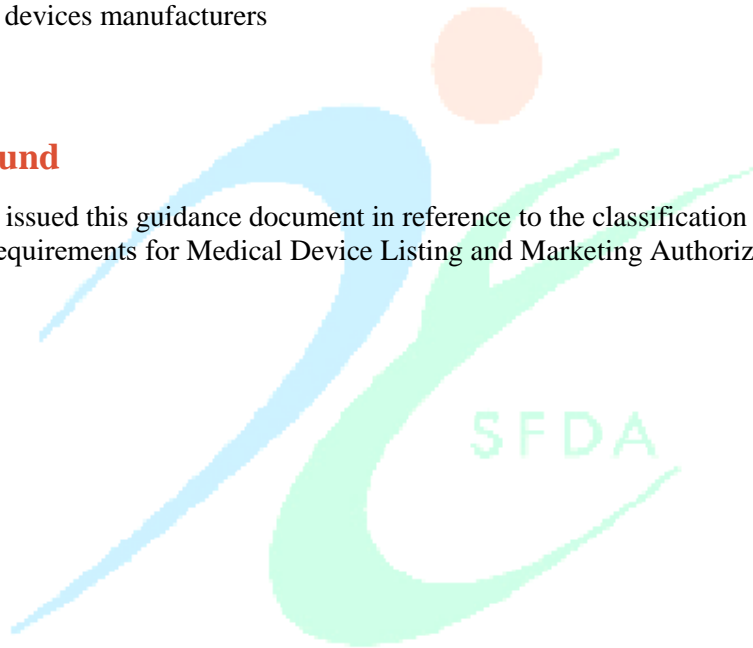 devices manufacturers
und
issued this guidance document in reference to the classification
equirements for Medical Device Listing and Marketing Authoriz
SFDA